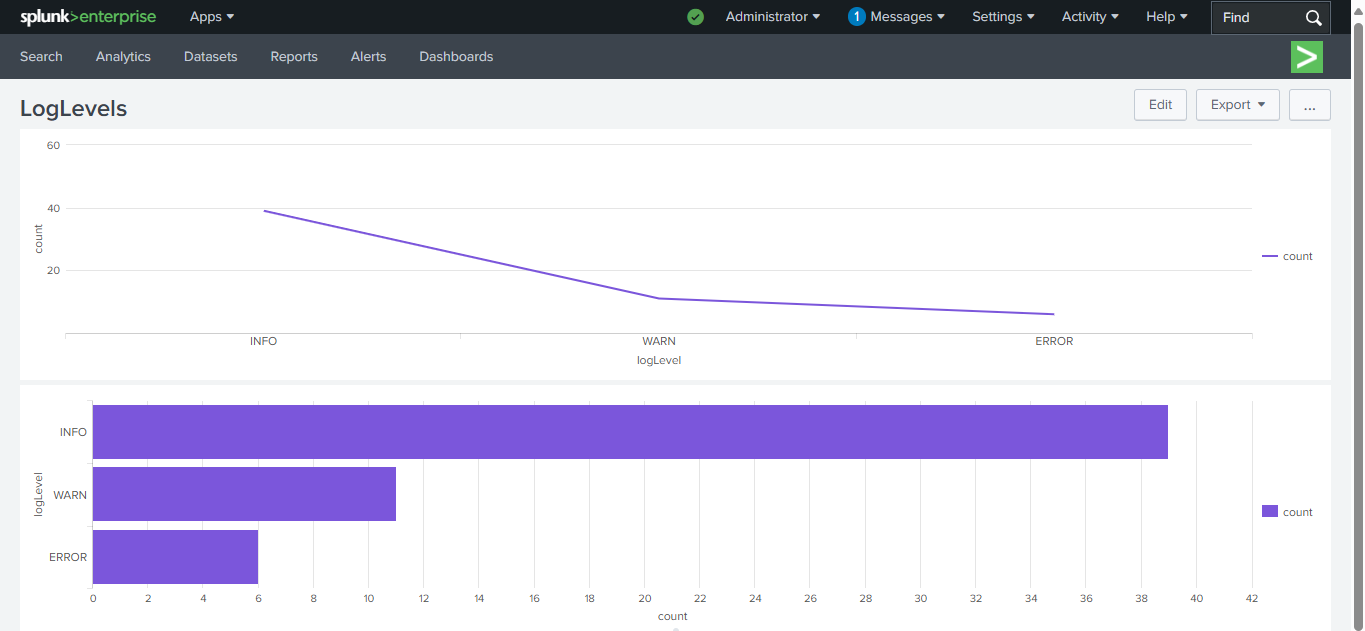 splunk>enterprise Apps Administrator 1 Messages Settings Activity Help Find
Search Analytics Datasets Reports Alerts Dashboards
LogLevels Edit Export ...
60
40
20
count
INFO WARN ERROR
logLevel
count
INFO
WARN
ERROR
logLevel
0 2 4 6 8 10 12 14 16 18 20 22 24 26 28 30 32 34 36 38 40 42
count
count